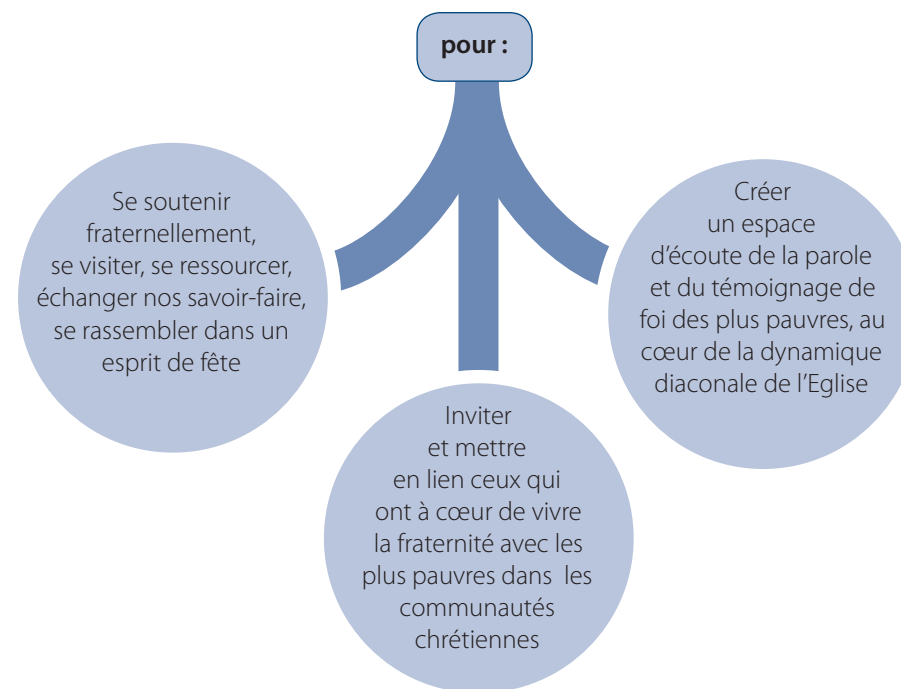 pour :
Se soutenir
fraternellement,
se visiter, se ressourcer,
échanger nos savoir-faire,
se rassembler dans un
esprit de fête
Inviter
et mettre
en lien ceux qui
ont à cœur de vivre
la fraternité avec les
plus pauvres dans les
communautés
chrétiennes
Créer
un espace
d’écoute de la parole
et du témoignage de
foi des plus pauvres, au
cœur de la dynamique
diaconale de l’Eglise